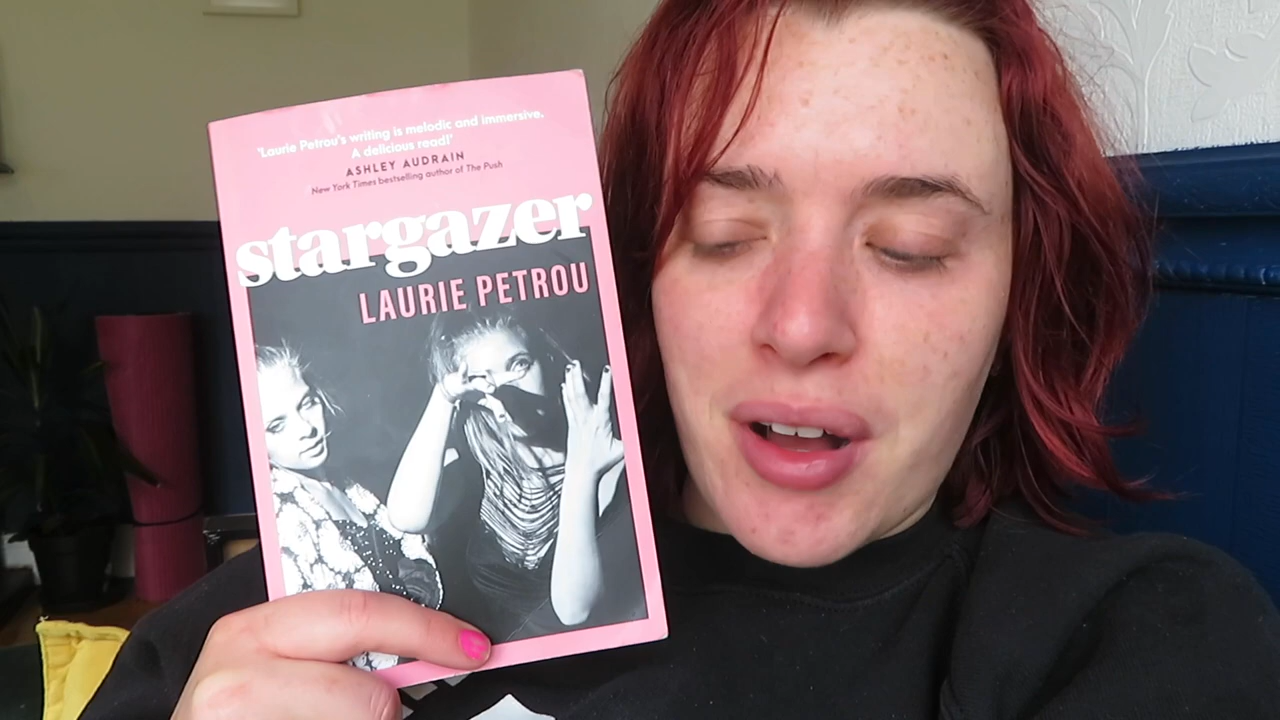 'Laurie Petrou's writing is melodic and immersive.
A delicious read!'
ASHLEY AUDRAIN
New York Times bestselling author of The Push
stargazer
LAURIE PETROU